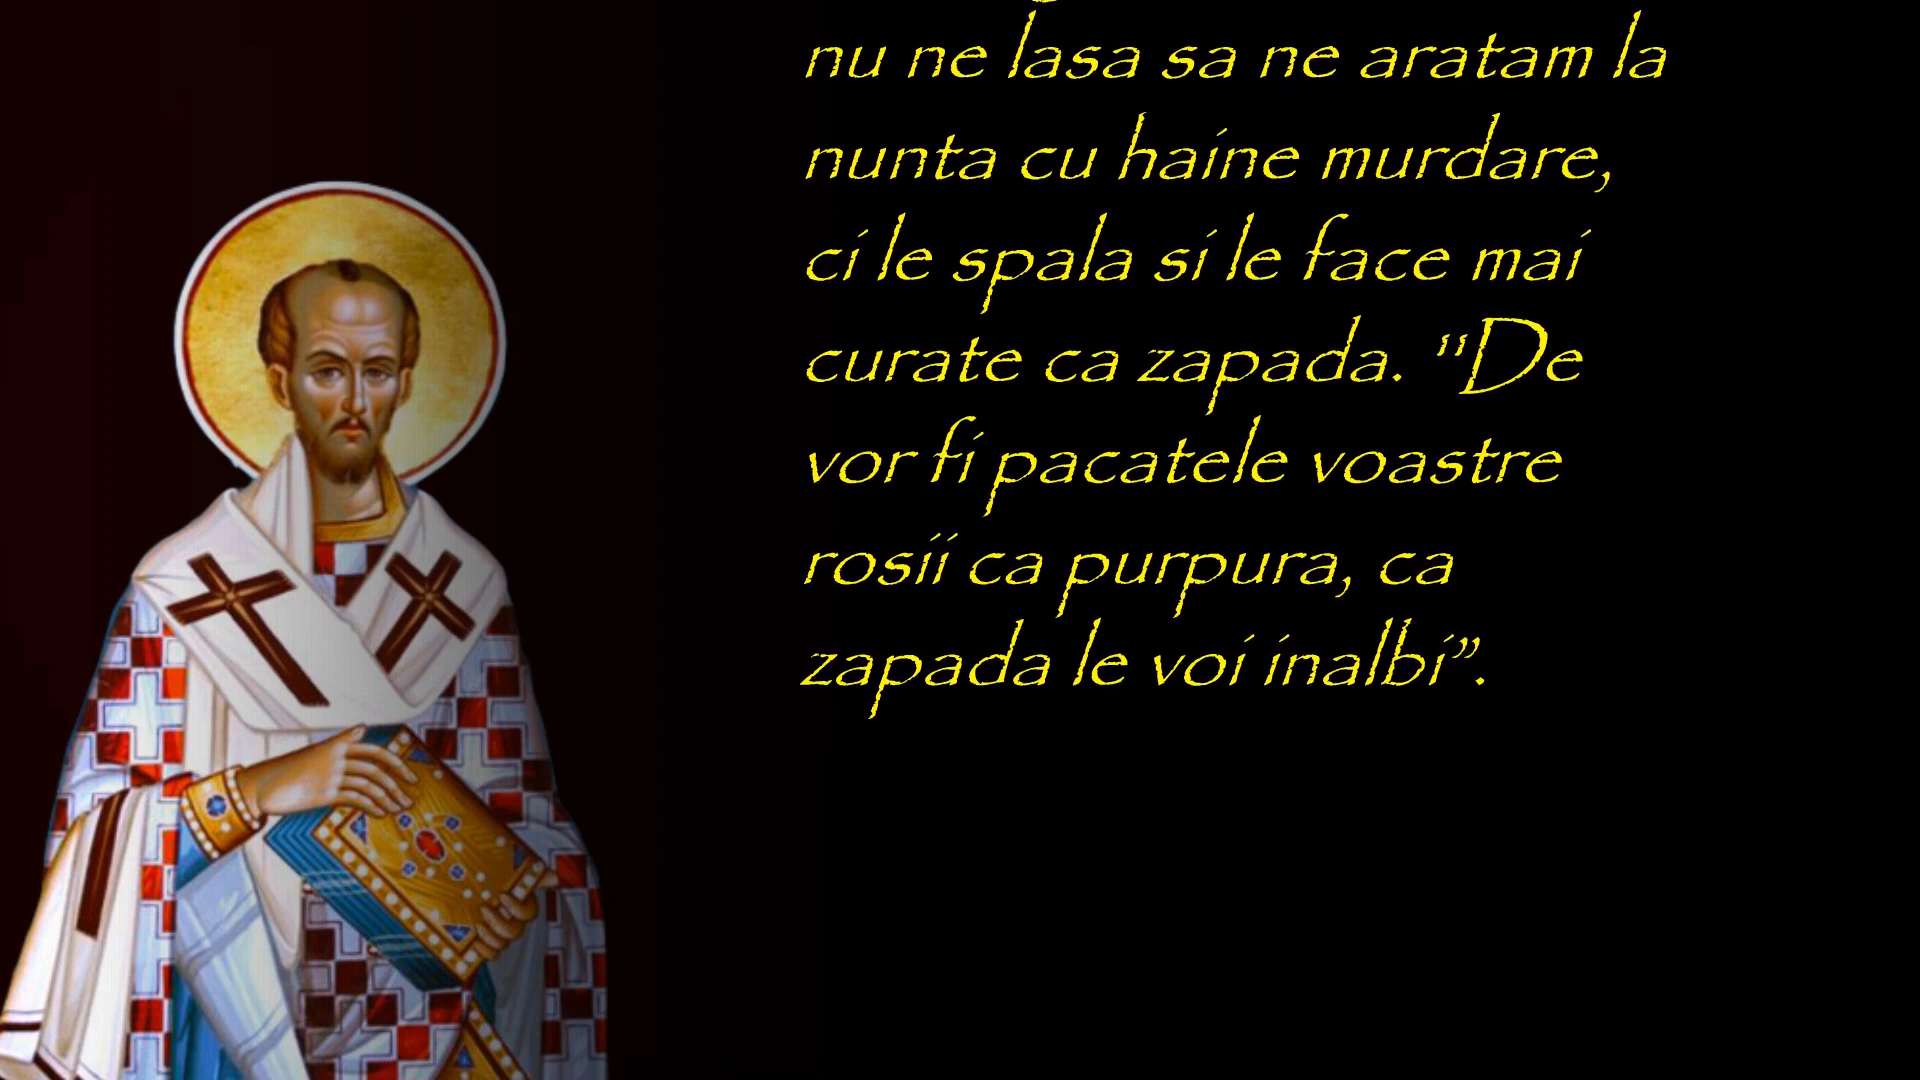 nu ne lasa sa ne aratam la
nunta cu haine murdare,
ci le spala si le face mai
curate ca zapada. "De
vor fi pacatele voastre
rosii ca purpura, ca
zapada le voi inalbi”.